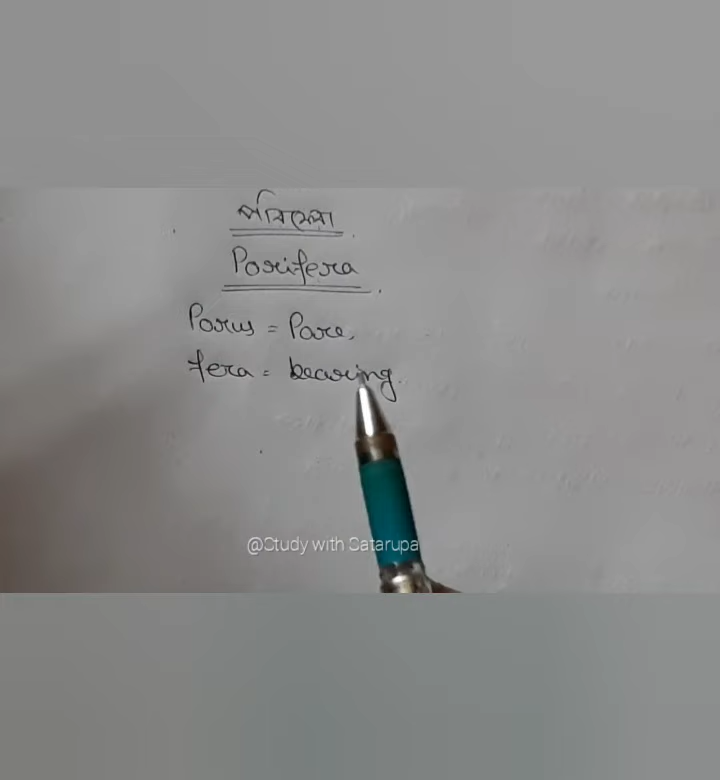 পরিফেরা
Porifera
Porus = Pore,
fera = bearing.
@Study with Satarupa